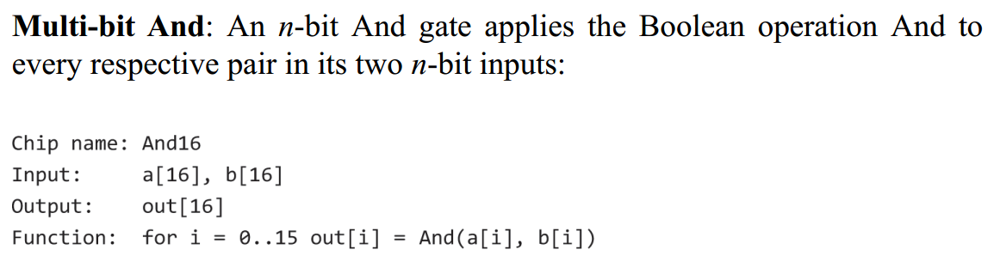 Multi-bit And: An n-bit And gate applies the Boolean operation And to
every respective pair in its two n-bit inputs:
Chip name: And16
Input: a[16], b[16]
Output: out[16]
Function: for i = 0..15 out[i] = And(a[i], b[i])